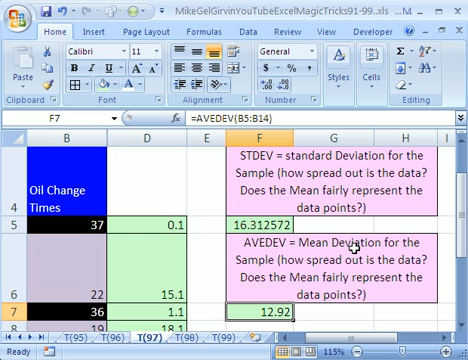 MikeGelGirvinYouTubeExcelMagicTricks91-99...xls
Home Insert Page Layout Formulas Data Review View
Paste
Clipboard
Calibri 11
B I U
Font
Alignment
General
$ % ,
Number
Styles
Cells
Σ
Editing
F7 fx =AVEDEV(B5:B14)
B D E F G H I
4 Oil Change
Times
STDEV = standard Deviation for the
Sample (how spread out is the data?
Does the Mean fairly represent the
data points?)
5 37 0.1 16.312572
AVEDEV = Mean Deviation for the
Sample (how spread out is the data?
Does the Mean fairly represent the
data points?)
6 22 15.1
7 36 1.1 12.92
8 19 18.1
T(95) T(96) T(97) T(98) T(99)
Ready 115%